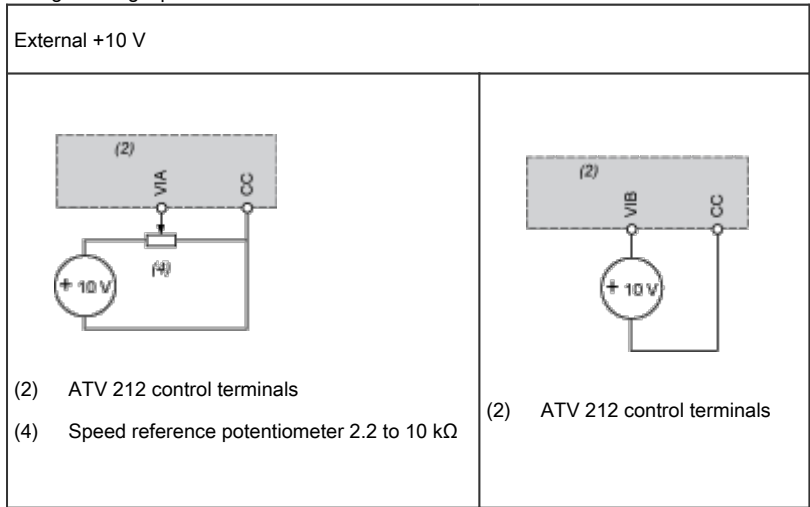 External +10 V
(2)
VIA
CC
(4)
+ 10 V
(2) ATV 212 control terminals
(4) Speed reference potentiometer 2.2 to 10 kΩ
(2)
VIB
CC
+ 10 V
(2) ATV 212 control terminals